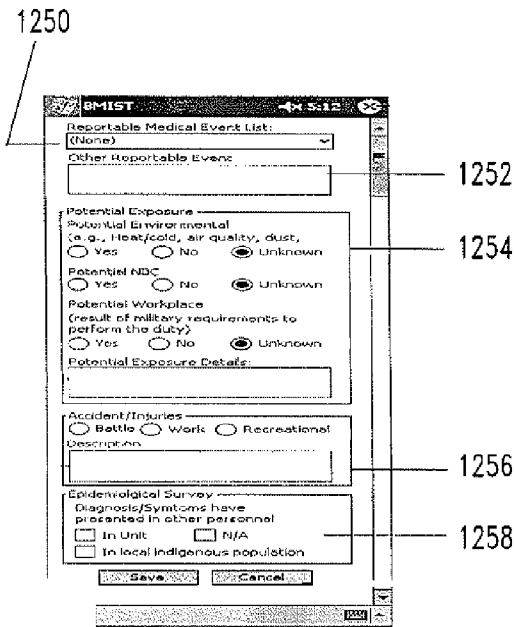 1250
BMIST 5:12
Reportable Medical Event List:
(None)
Other Reportable Event
1252
Potential Exposure
1254
Potential Environmental
(e.g., Heat/cold, air quality, dust,
Yes No Unknown
Potential NBC
Yes No Unknown
Potential Workplace
(result of military requirements to
perform the duty)
Yes No Unknown
Potential Exposure Details:
Accident/Injuries
Battle Work Recreational
Description
1256
Epidemolgical Survey
Diagnosis/Symtoms have
presented in other personnel
1258
In Unit N/A
In local indigenous population
Save Cancel